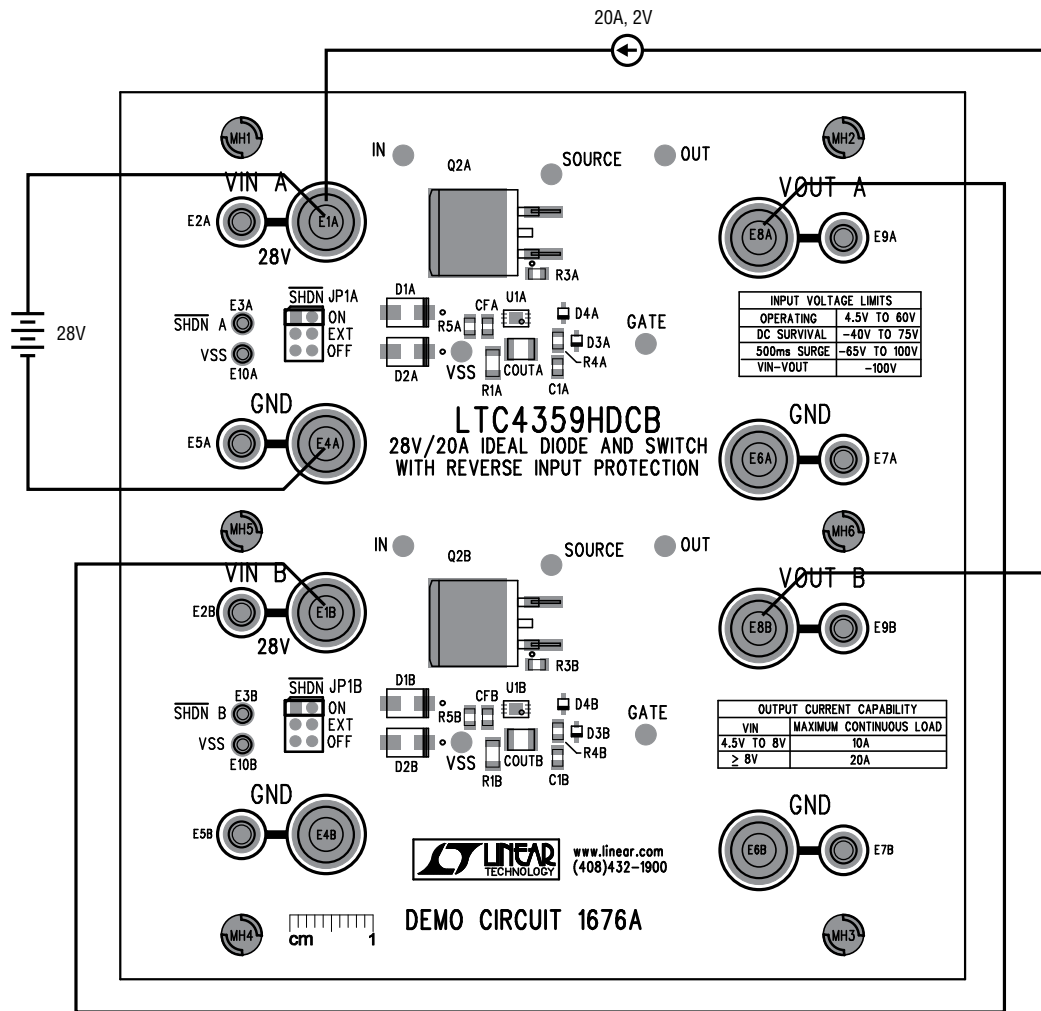 20A, 2V
MH1
MH2
IN
Q2A
SOURCE
OUT
VIN A
VOUT A
E2A
E1A
E8A
E9A
28V
R3A
E3A
SHDN JP1A
D1A
CFA
U1A
D4A
GATE
SHDN A
ON
R5A
D3A
28V
VSS
EXT
E10A
OFF
D2A
VSS
R1A
COUTA
R4A
C1A
INPUT VOLTAGE LIMITS
OPERATING 4.5V TO 60V
DC SURVIVAL -40V TO 75V
500ms SURGE -65V TO 100V
VIN-VOUT -100V
GND
GND
E5A
E4A
LTC4359HDCB
28V/20A IDEAL DIODE AND SWITCH
WITH REVERSE INPUT PROTECTION
E6A
E7A
MH5
MH6
IN
Q2B
SOURCE
OUT
VIN B
VOUT B
E2B
E1B
E8B
E9B
28V
R3B
E3B
SHDN JP1B
D1B
CFB
U1B
D4B
GATE
SHDN B
ON
R5B
D3B
VSS
EXT
E10B
OFF
D2B
VSS
R1B
COUTB
R4B
C1B
OUTPUT CURRENT CAPABILITY
VIN MAXIMUM CONTINUOUS LOAD
4.5V TO 8V 10A
≥ 8V 20A
GND
GND
E5B
E4B
E6B
E7B
LT LINEAR
TECHNOLOGY
www.linear.com
(408)432-1900
MH4
cm 1
DEMO CIRCUIT 1676A
MH3